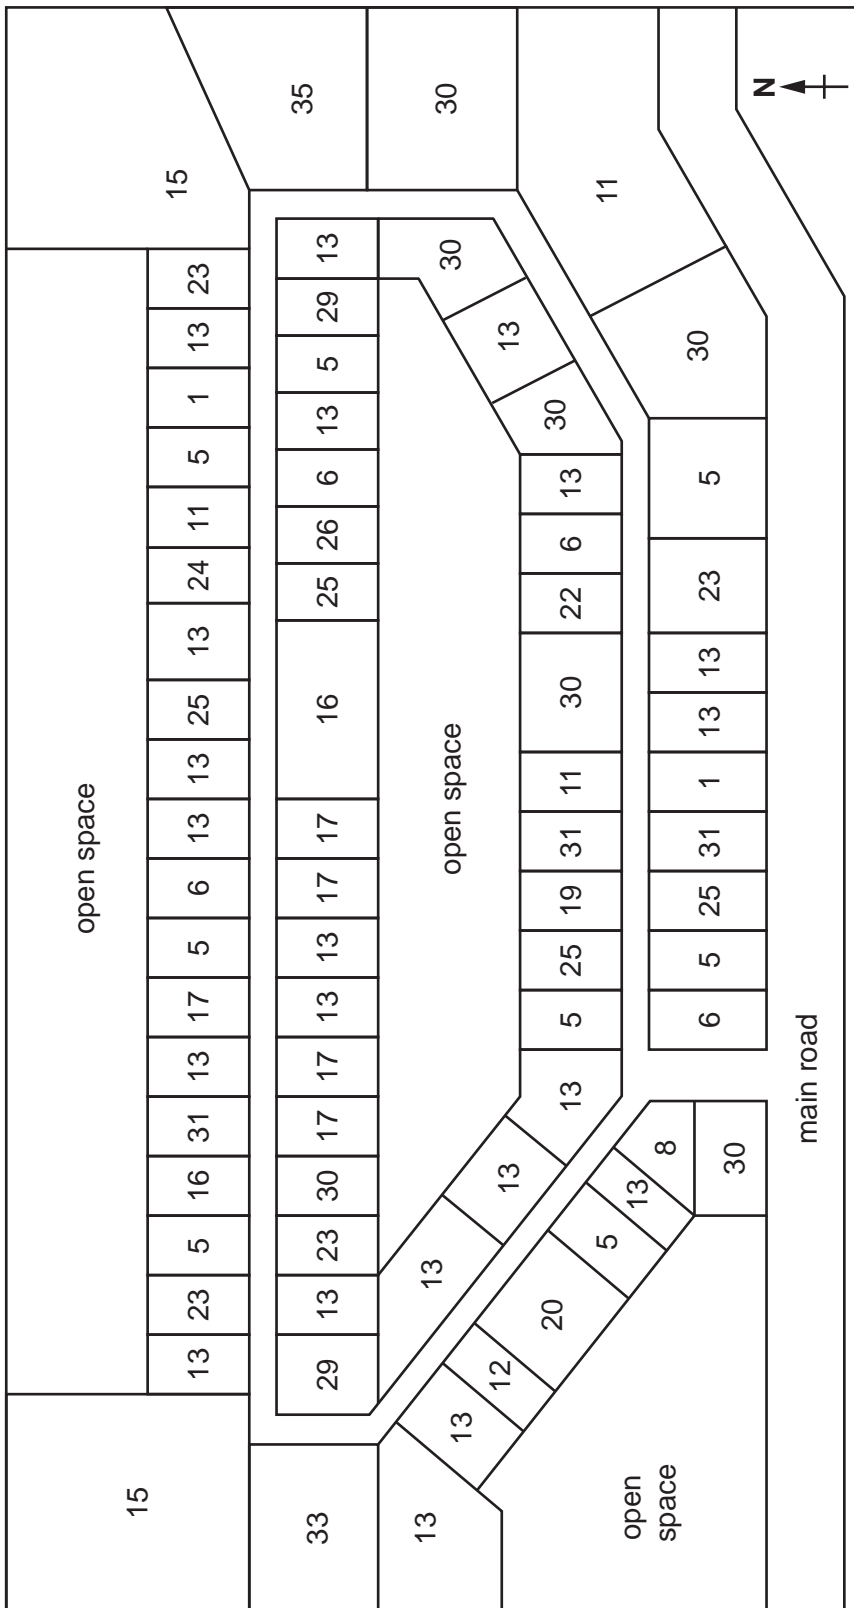 open space
15
15
13 23 5 16 31 13 17 5 6 13 13 25 13 24 11 5 1 13 23
33 29 13 23 30 17 17 13 13 17 17 16 25 26 6 13 5 29 13 35
13 13 open space 30 30
13 12 13 13
20 13 5 25 19 31 11 30 22 6 13 30
5 11
open
space
13 8
6 5 25 31 1 13 13 23 5 30
30
N
main road